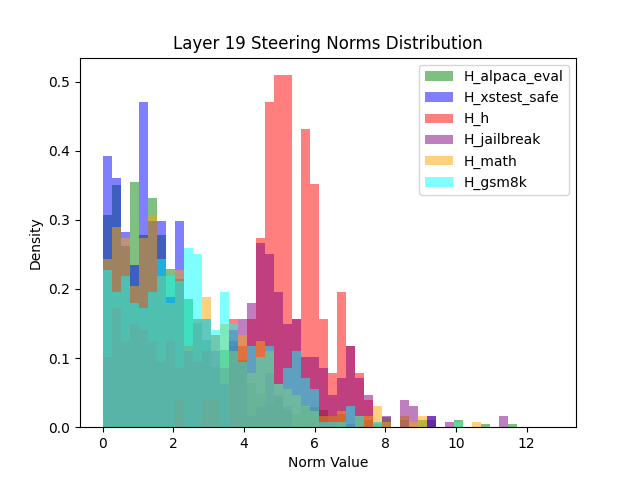 Layer 19 Steering Norms Distribution
H_alpaca_eval
H_xstest_safe
H_h
H_jailbreak
H_math
H_gsm8k
Density
0.5
0.4
0.3
0.2
0.1
0.0
0 2 4 6 8 10 12
Norm Value